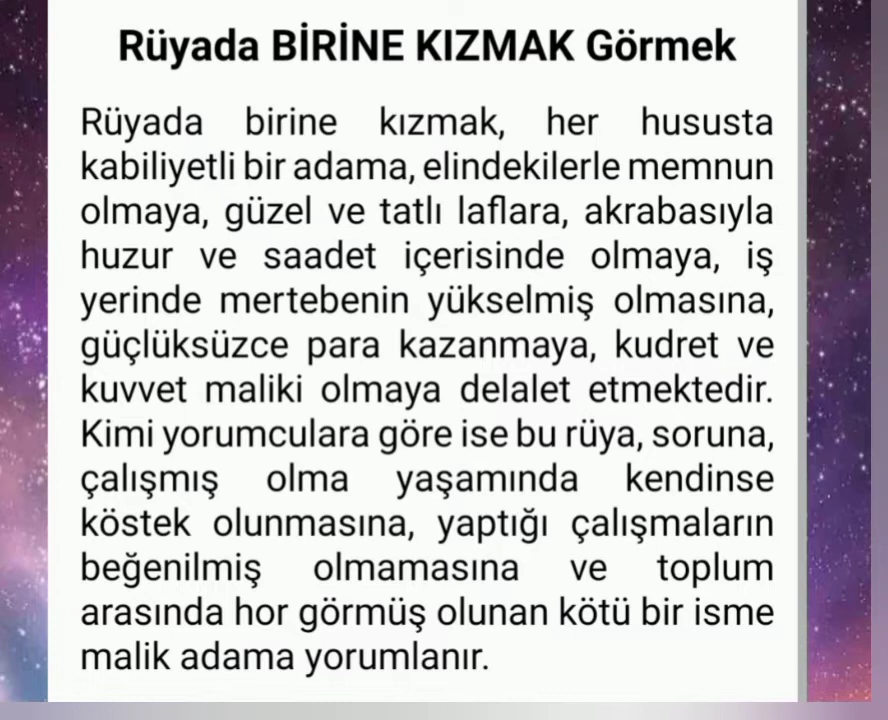 Rüyada BİRİNE KIZMAK Görmek
Rüyada birine kızmak, her hususta
kabiliyetli bir adama, elindekilerle memnun
olmaya, güzel ve tatlı laflara, akrabasıyla
huzur ve saadet içerisinde olmaya, iş
yerinde mertebenin yükselmiş olmasına,
güçlüksüzce para kazanmaya, kudret ve
kuvvet maliki olmaya delalet etmektedir.
Kimi yorumculara göre ise bu rüya, soruna,
çalışmış olma yaşamında kendinse
köstek olunmasına, yaptığı çalışmaların
beğenilmiş olmamasına ve toplum
arasında hor görmüş olunan kötü bir isme
malik adama yorumlanır.